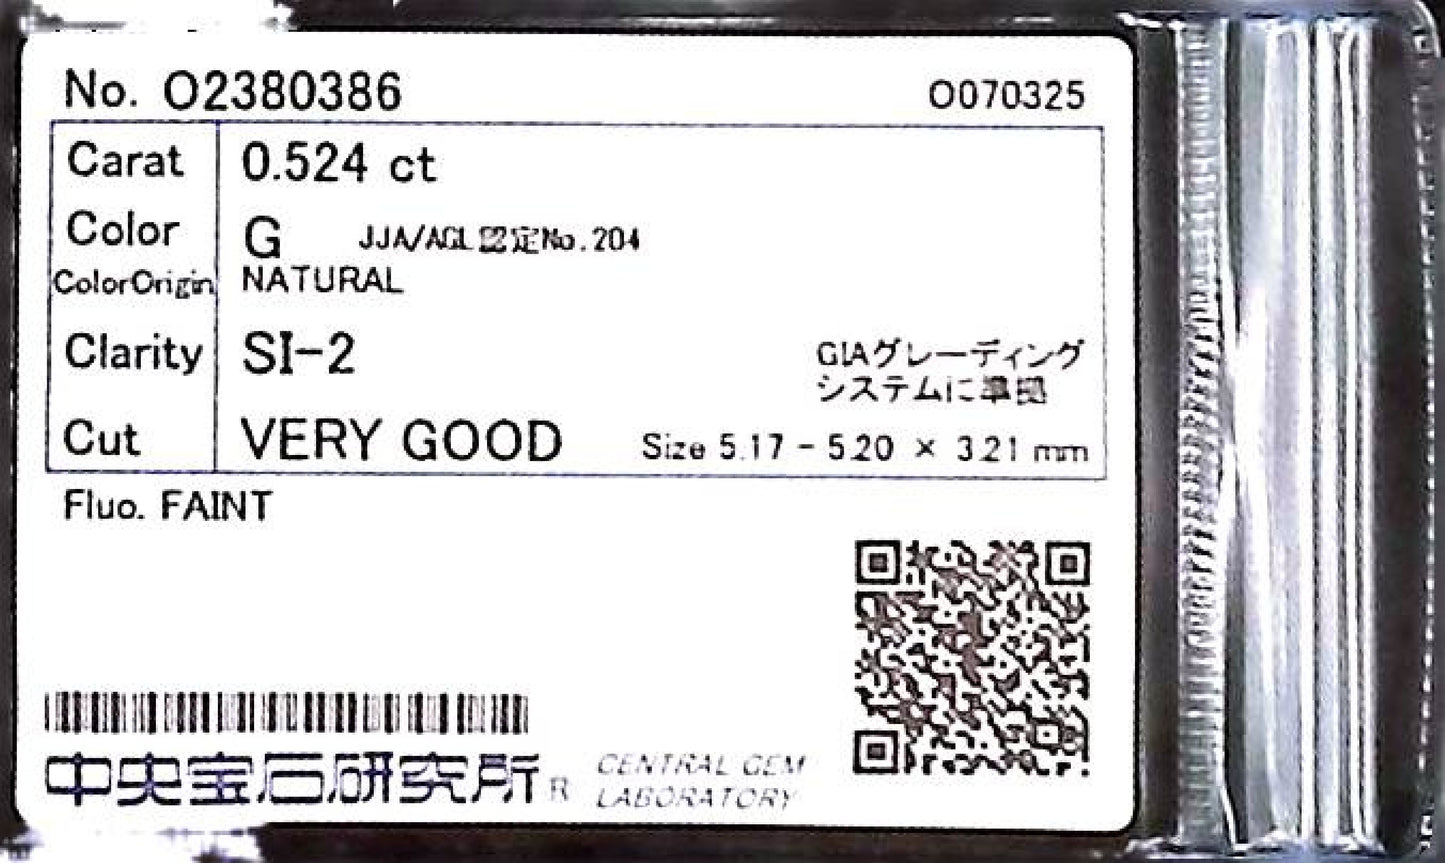 No. O2380386 O070325
Carat 0.524 ct
Color G JJA/AGL認定No.204
ColorOrigin NATURAL
Clarity SI-2 GIAグレーディング
システムに準拠
Cut VERY GOOD Size 5.17 - 5.20 × 3.21 mm
Fluo. FAINT
中央宝石研究所® CENTRAL GEM
LABORATORY